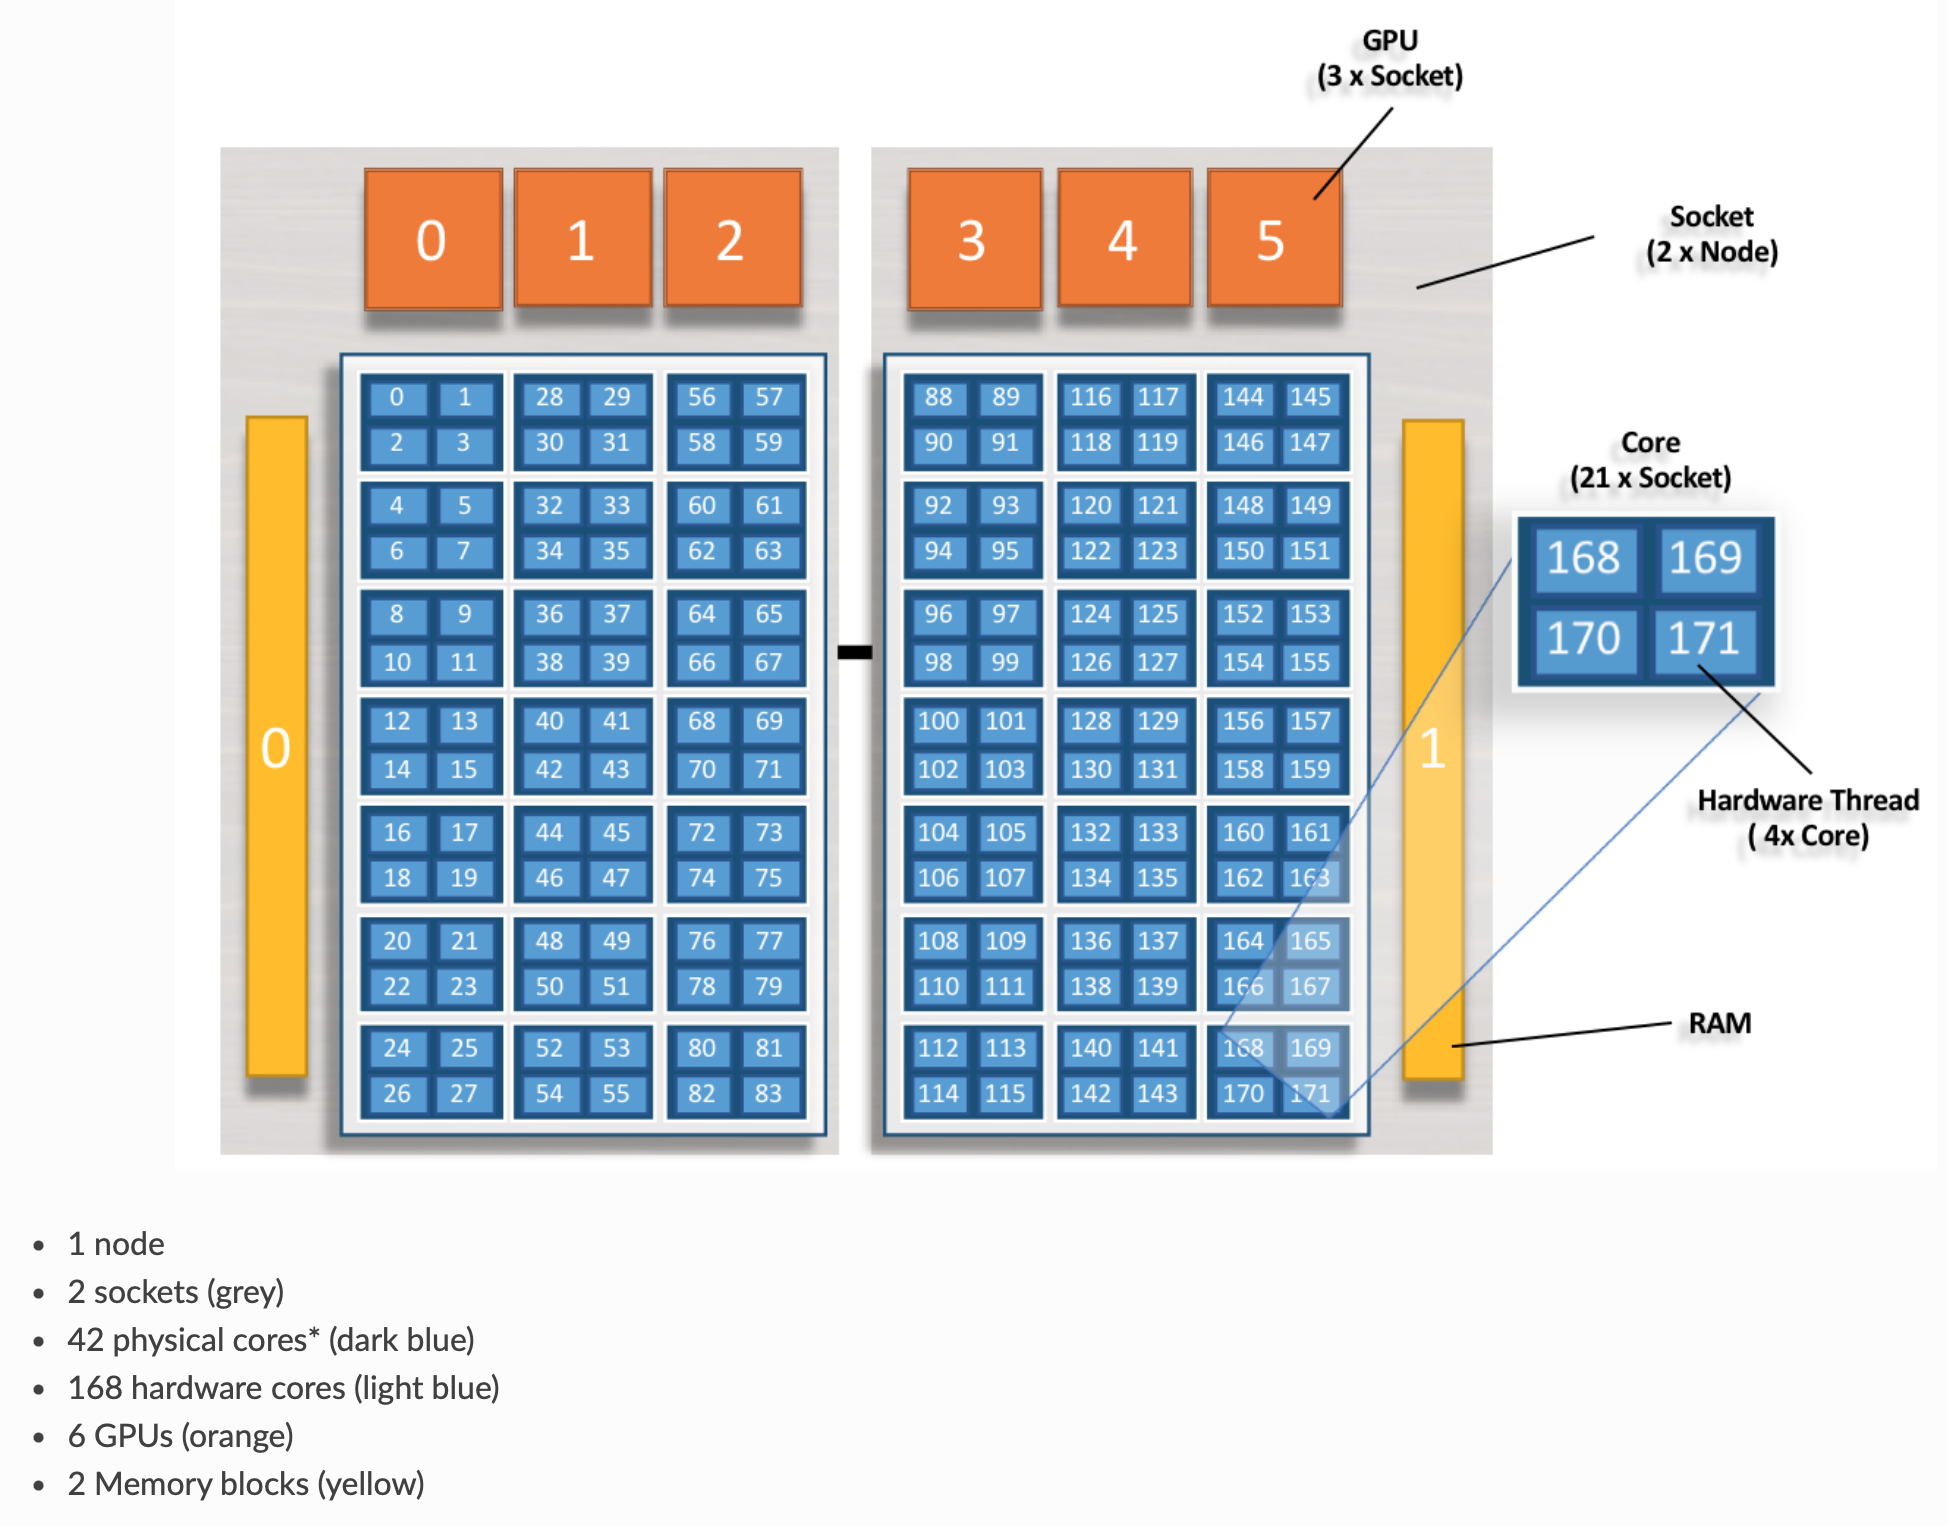 GPU
(3 x Socket)
0 1 2 3 4 5
Socket
(2 x Node)
0 1 28 29 56 57 88 89 116 117 144 145
2 3 30 31 58 59 90 91 118 119 146 147
Core
(21 x Socket)
4 5 32 33 60 61 92 93 120 121 148 149
6 7 34 35 62 63 94 95 122 123 150 151
168 169
170 171
8 9 36 37 64 65 96 97 124 125 152 153
10 11 38 39 66 67 98 99 126 127 154 155
12 13 40 41 68 69 100 101 128 129 156 157
0 1
14 15 42 43 70 71 102 103 130 131 158 159
Hardware Thread
( 4x Core)
16 17 44 45 72 73 104 105 132 133 160 161
18 19 46 47 74 75 106 107 134 135 162 163
20 21 48 49 76 77 108 109 136 137 164 165
22 23 50 51 78 79 110 111 138 139 166 167
RAM
24 25 52 53 80 81 112 113 140 141 168 169
26 27 54 55 82 83 114 115 142 143 170 171
• 1 node
• 2 sockets (grey)
• 42 physical cores* (dark blue)
• 168 hardware cores (light blue)
• 6 GPUs (orange)
• 2 Memory blocks (yellow)